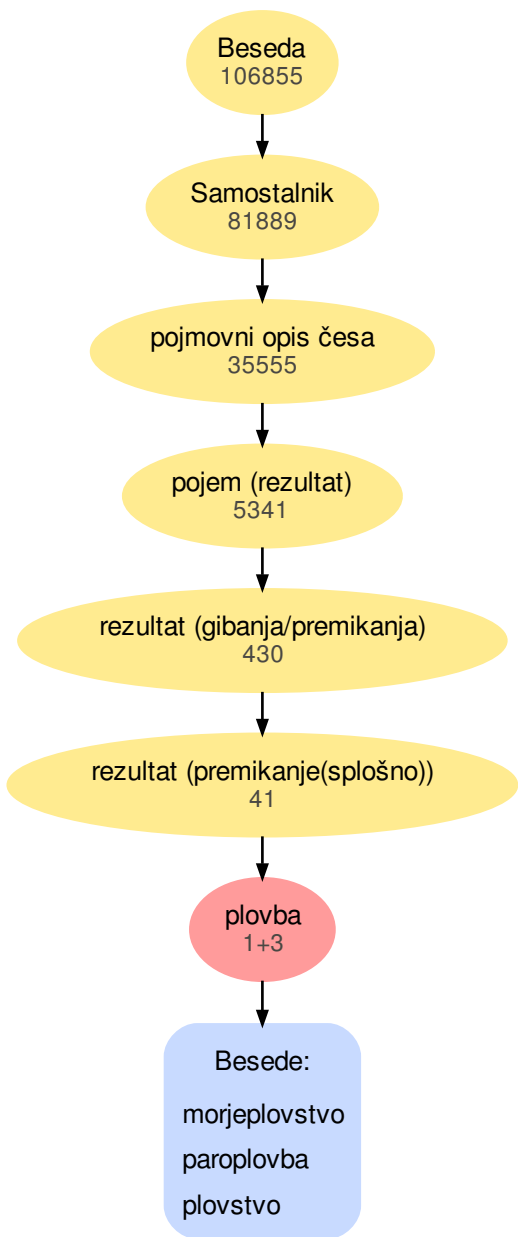 Beseda
106855
Samostalnik
81889
pojmovni opis česa
35555
pojem (rezultat)
5341
rezultat (gibanja/premikanja)
430
rezultat (premikanje(splošno))
41
plovba
1+3
Besede:
morjeplovstvo
paroplovba
plovstvo